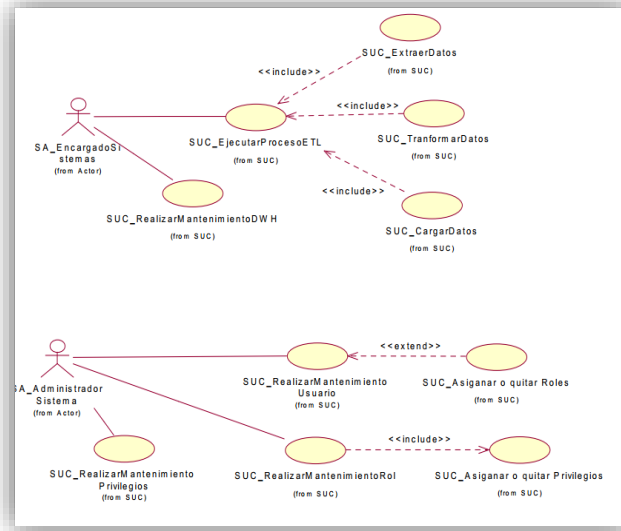 SUC_ExtraerDatos
(from SUC)
<<include>>
<<include>>
SA_EncargadoSi
stemas
(from Actor)
SUC_EjecutarProcesoETL
(from SUC)
SUC_TranformarDatos
(from SUC)
<<include>>
SUC_RealizarMantenimientoDWH
(from SUC)
SUC_CargarDatos
(from SUC)
<<extend>>
SA_Administrador
Sistema
(from Actor)
SUC_RealizarMantenimiento
Usuario
(from SUC)
SUC_Asiganar o quitar Roles
(from SUC)
<<include>>
SUC_RealizarMantenimiento
Privilegios
(from SUC)
SUC_RealizarMantenimientoRol
(from SUC)
SUC_Asiganar o quitar Privilegios
(from SUC)